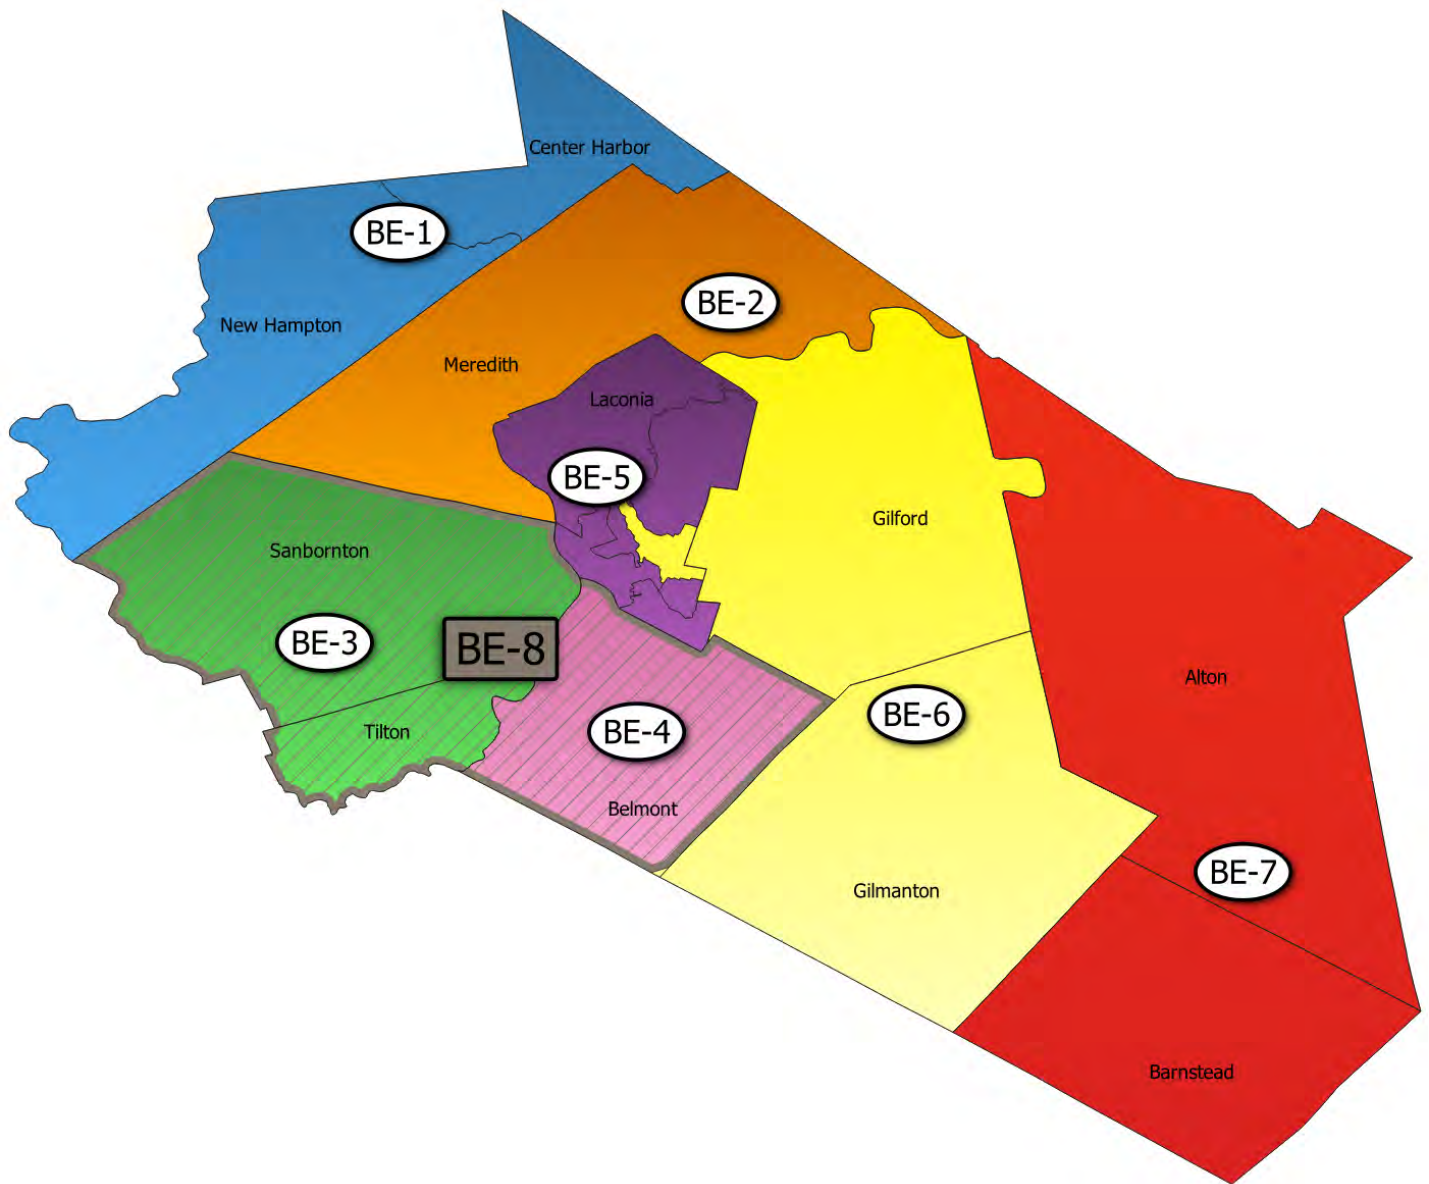 Center Harbor
BE-1
BE-2
New Hampton
Meredith
Laconia
BE-5
Gilford
Sanbornton
BE-3
BE-8
Alton
BE-6
Tilton
BE-4
Belmont
BE-7
Gilmanton
Barnstead